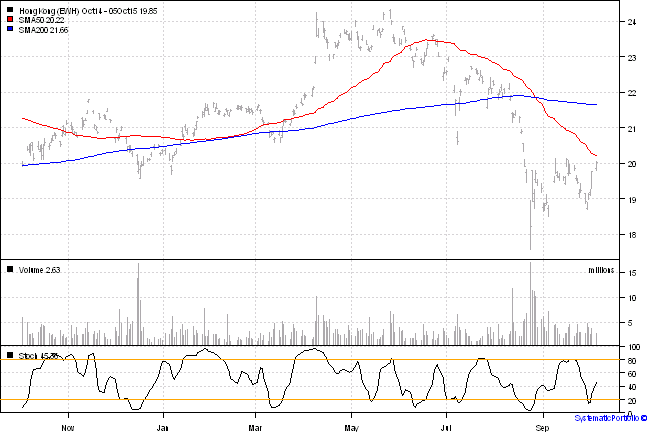 Hong Kong (EWH) Oct14 - 05Oct15 19.85
SMA50 20.22
SMA200 21.66
24
23
22
21
20
19
18
Volume 2.63
millions
15
10
5
Stoch 45.36
100
80
60
40
20
0
Nov Jan Mar May Jul Sep
SystematicPortfolio ©